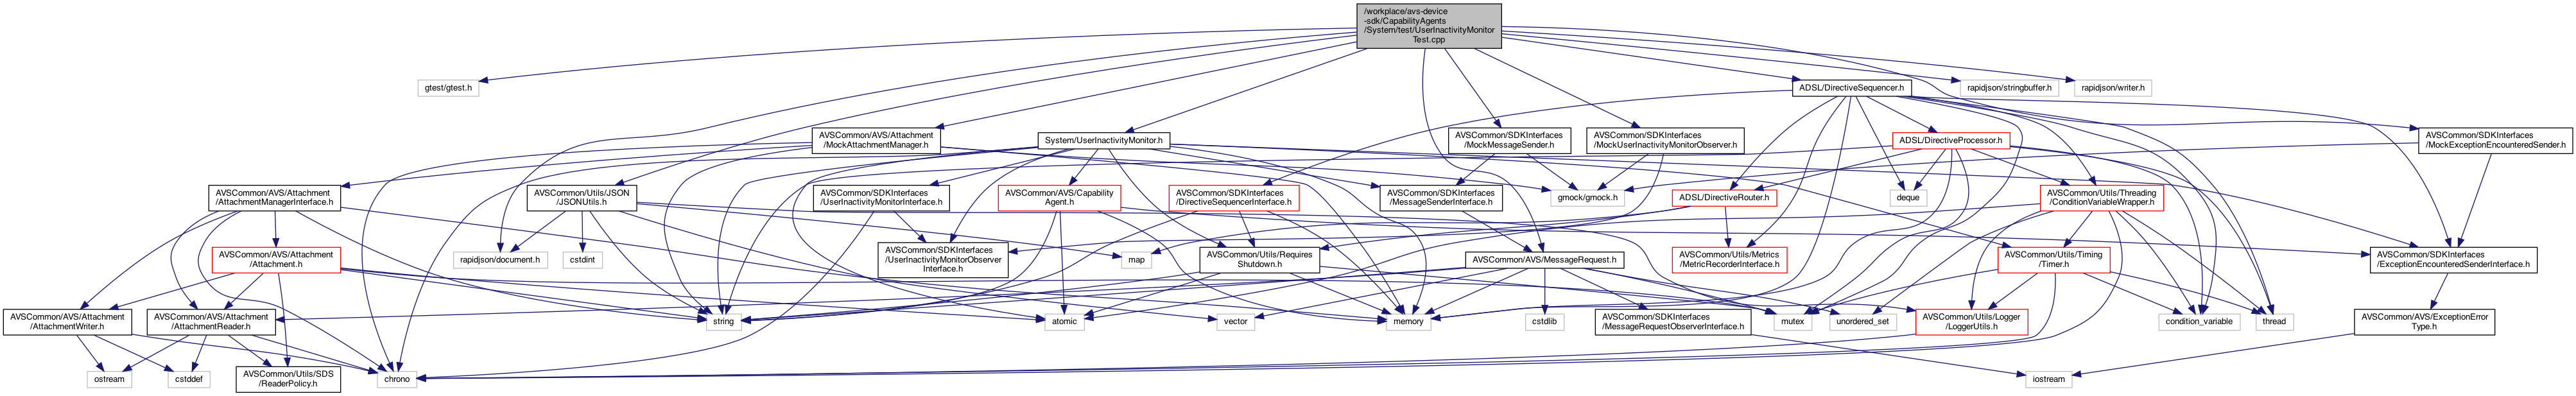 /workplace/avs-device
-sdk/CapabilityAgents
/System/test/UserInactivityMonitor
Test.cpp
gtest/gtest.h
ADSL/DirectiveSequencer.h
rapidjson/stringbuffer.h
rapidjson/writer.h
AVSCommon/AVS/Attachment
/MockAttachmentManager.h
System/UserInactivityMonitor.h
AVSCommon/SDKInterfaces
/MockMessageSender.h
AVSCommon/SDKInterfaces
/MockUserInactivityMonitorObserver.h
ADSL/DirectiveProcessor.h
AVSCommon/SDKInterfaces
/MockExceptionEncounteredSender.h
AVSCommon/AVS/Attachment
/AttachmentManagerInterface.h
AVSCommon/Utils/JSON
/JSONUtils.h
AVSCommon/SDKInterfaces
/UserInactivityMonitorInterface.h
AVSCommon/AVS/Capability
Agent.h
AVSCommon/SDKInterfaces
/DirectiveSequencerInterface.h
AVSCommon/SDKInterfaces
/MessageSenderInterface.h
gmock/gmock.h
ADSL/DirectiveRouter.h
deque
AVSCommon/Utils/Threading
/ConditionVariableWrapper.h
AVSCommon/AVS/Attachment
/Attachment.h
rapidjson/document.h
cstdint
AVSCommon/SDKInterfaces
/UserInactivityMonitorObserver
Interface.h
map
AVSCommon/Utils/Requires
Shutdown.h
AVSCommon/AVS/MessageRequest.h
AVSCommon/Utils/Metrics
/MetricRecorderInterface.h
AVSCommon/Utils/Timing
/Timer.h
AVSCommon/SDKInterfaces
/ExceptionEncounteredSenderInterface.h
AVSCommon/AVS/Attachment
/AttachmentWriter.h
AVSCommon/AVS/Attachment
/AttachmentReader.h
string
atomic
vector
memory
cstdlib
AVSCommon/SDKInterfaces
/MessageRequestObserverInterface.h
mutex
unordered_set
AVSCommon/Utils/Logger
/LoggerUtils.h
condition_variable
thread
AVSCommon/AVS/ExceptionError
Type.h
ostream
cstddef
AVSCommon/Utils/SDS
/ReaderPolicy.h
chrono
iostream